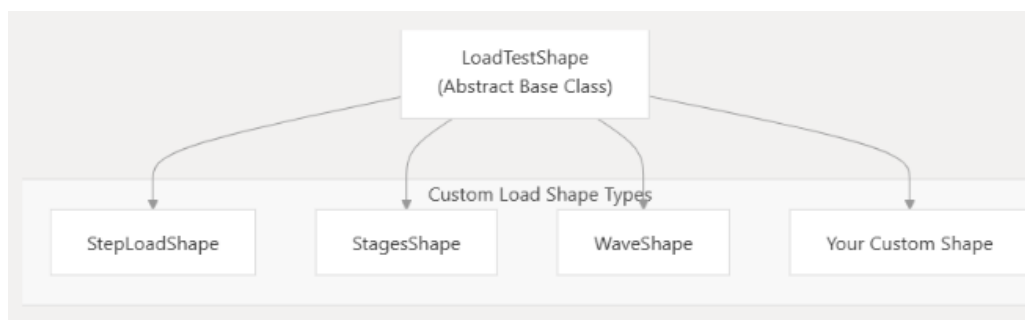 LoadTestShape
(Abstract Base Class)
Custom Load Shape Types
StepLoadShape
StagesShape
WaveShape
Your Custom Shape